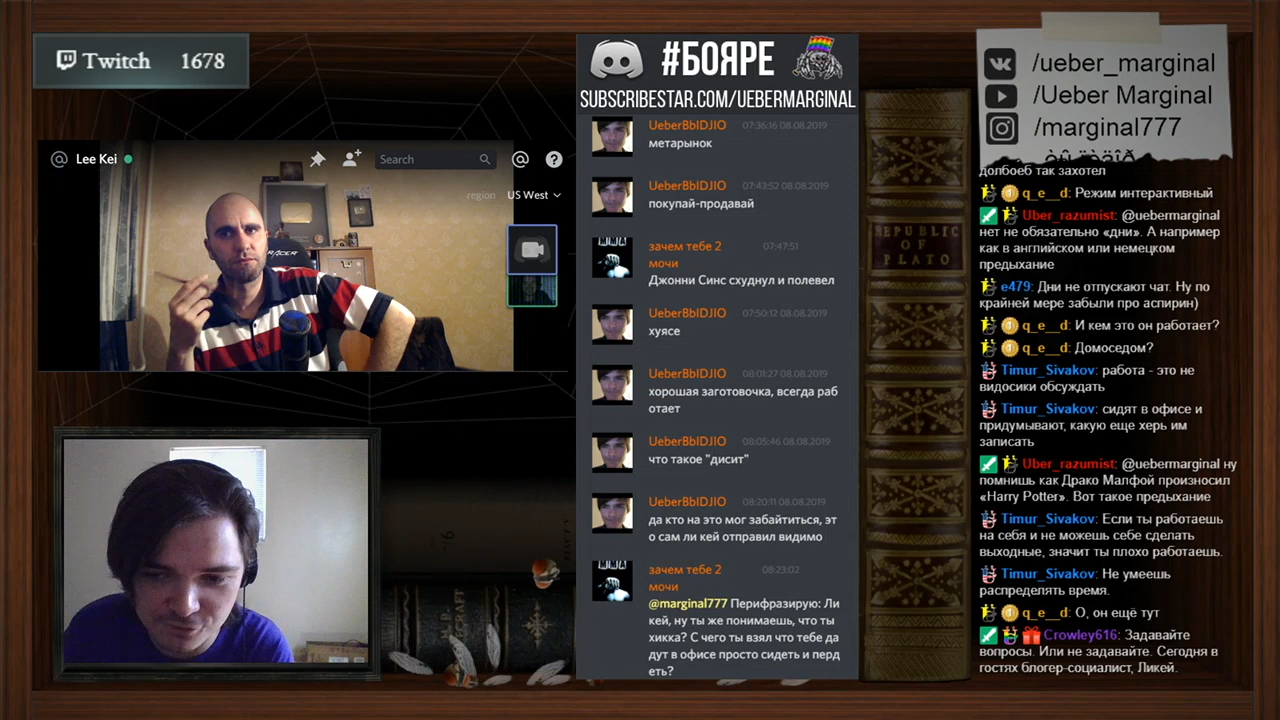 Twitch 1678
@ Lee Kei
Search
region
US West
RACER
#БОЯРЕ
SUBSCRIBESTAR.COM/UEBERMARGINAL
UeberBbIDJIO 07:36:16 08.08.2019
метарынок
UeberBbIDJIO 07:43:52 08.08.2019
покупай-продавай
зачем тебе 2 07:47:51
мочи
Джонни Синс схуднул и полевел
UeberBbIDJIO 07:50:12 08.08.2019
хуясе
UeberBbIDJIO 08:01:27 08.08.2019
хорошая заготовочка, всегда раб
отает
UeberBbIDJIO 08:05:46 08.08.2019
что такое "дисит"
UeberBbIDJIO 08:20:11 08.08.2019
да кто на это мог забайтиться, эт
о сам ли кей отправил видимо
зачем тебе 2 08:23:02
мочи
@marginal777 Перифразирую: Ли
кей, ну ты же понимаешь, что ты
хикка? С чего ты взял что тебе да
дут в офисе просто сидеть и перд
еть?
REPUBLIC
OF
PLATO
/ueber_marginal
/Ueber Marginal
/marginal777
долбоеб так захотел
q_e__d: Режим интерактивный
Uber_razumist: @uebermarginal
нет не обязательно «дни». А например
как в английском или немецком
предыхание
e479: Дни не отпускают чат. Ну по
крайней мере забыли про аспирин)
q_e__d: И кем это он работает?
q_e__d: Домоседом?
Timur_Sivakov: работа - это не
видосики обсуждать
Timur_Sivakov: сидят в офисе и
придумывают, какую еще херь им
записать
Uber_razumist: @uebermarginal ну
помнишь как Драко Малфой произносил
«Harry Potter». Вот такое предыхание
Timur_Sivakov: Если ты работаешь
на себя и не можешь себе сделать
выходные, значит ты плохо работаешь.
Timur_Sivakov: Не умеешь
распределять время.
q_e__d: О, он ещё тут
Crowley616: Задавайте
вопросы. Или не задавайте. Сегодня в
гостях блогер-социалист, Ликей.